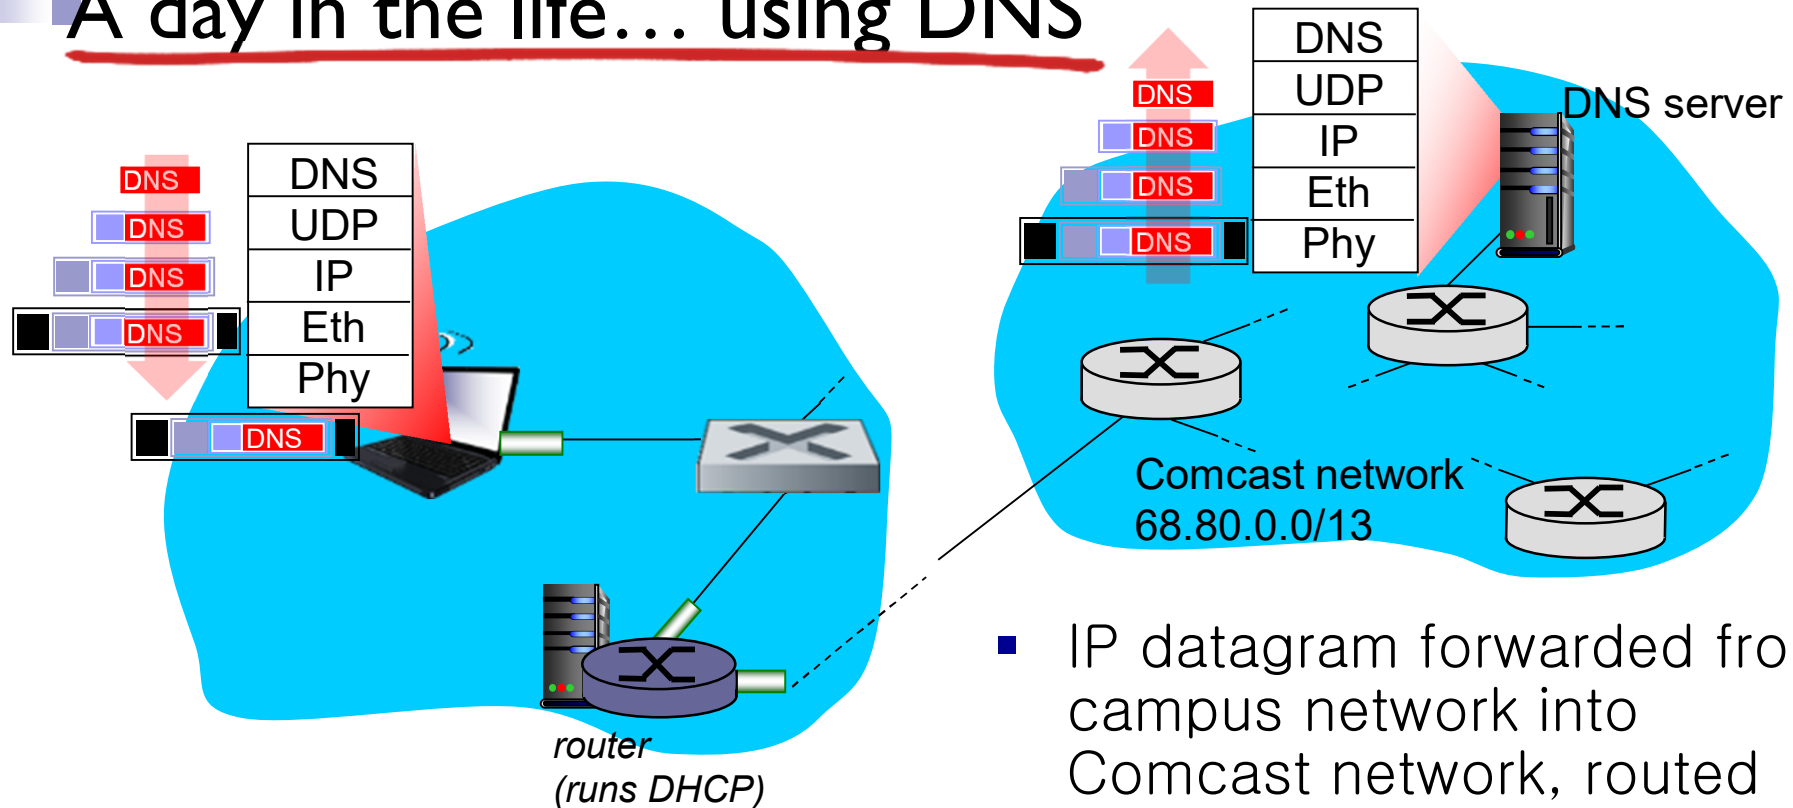 A day in the life… using DNS
DNS
UDP
IP
Eth
Phy
DNS
DNS
DNS
DNS
DNS server
DNS
DNS
DNS
DNS
DNS
UDP
IP
Eth
Phy
DNS
Comcast network
68.80.0.0/13
router
(runs DHCP)
IP datagram forwarded fro
campus network into
Comcast network, routed